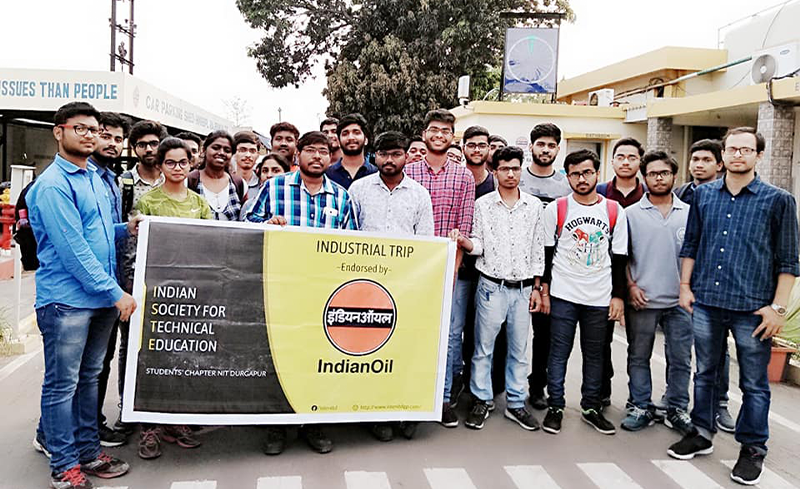 ISSUES THAN PEOPLE
CAR PARKING
HOGWARTS
INDUSTRIAL TRIP
-Endorsed by-
इंडियनऑयल
IndianOil
INDIAN
SOCIETY FOR
TECHNICAL
EDUCATION
STUDENTS' CHAPTER NIT DURGAPUR